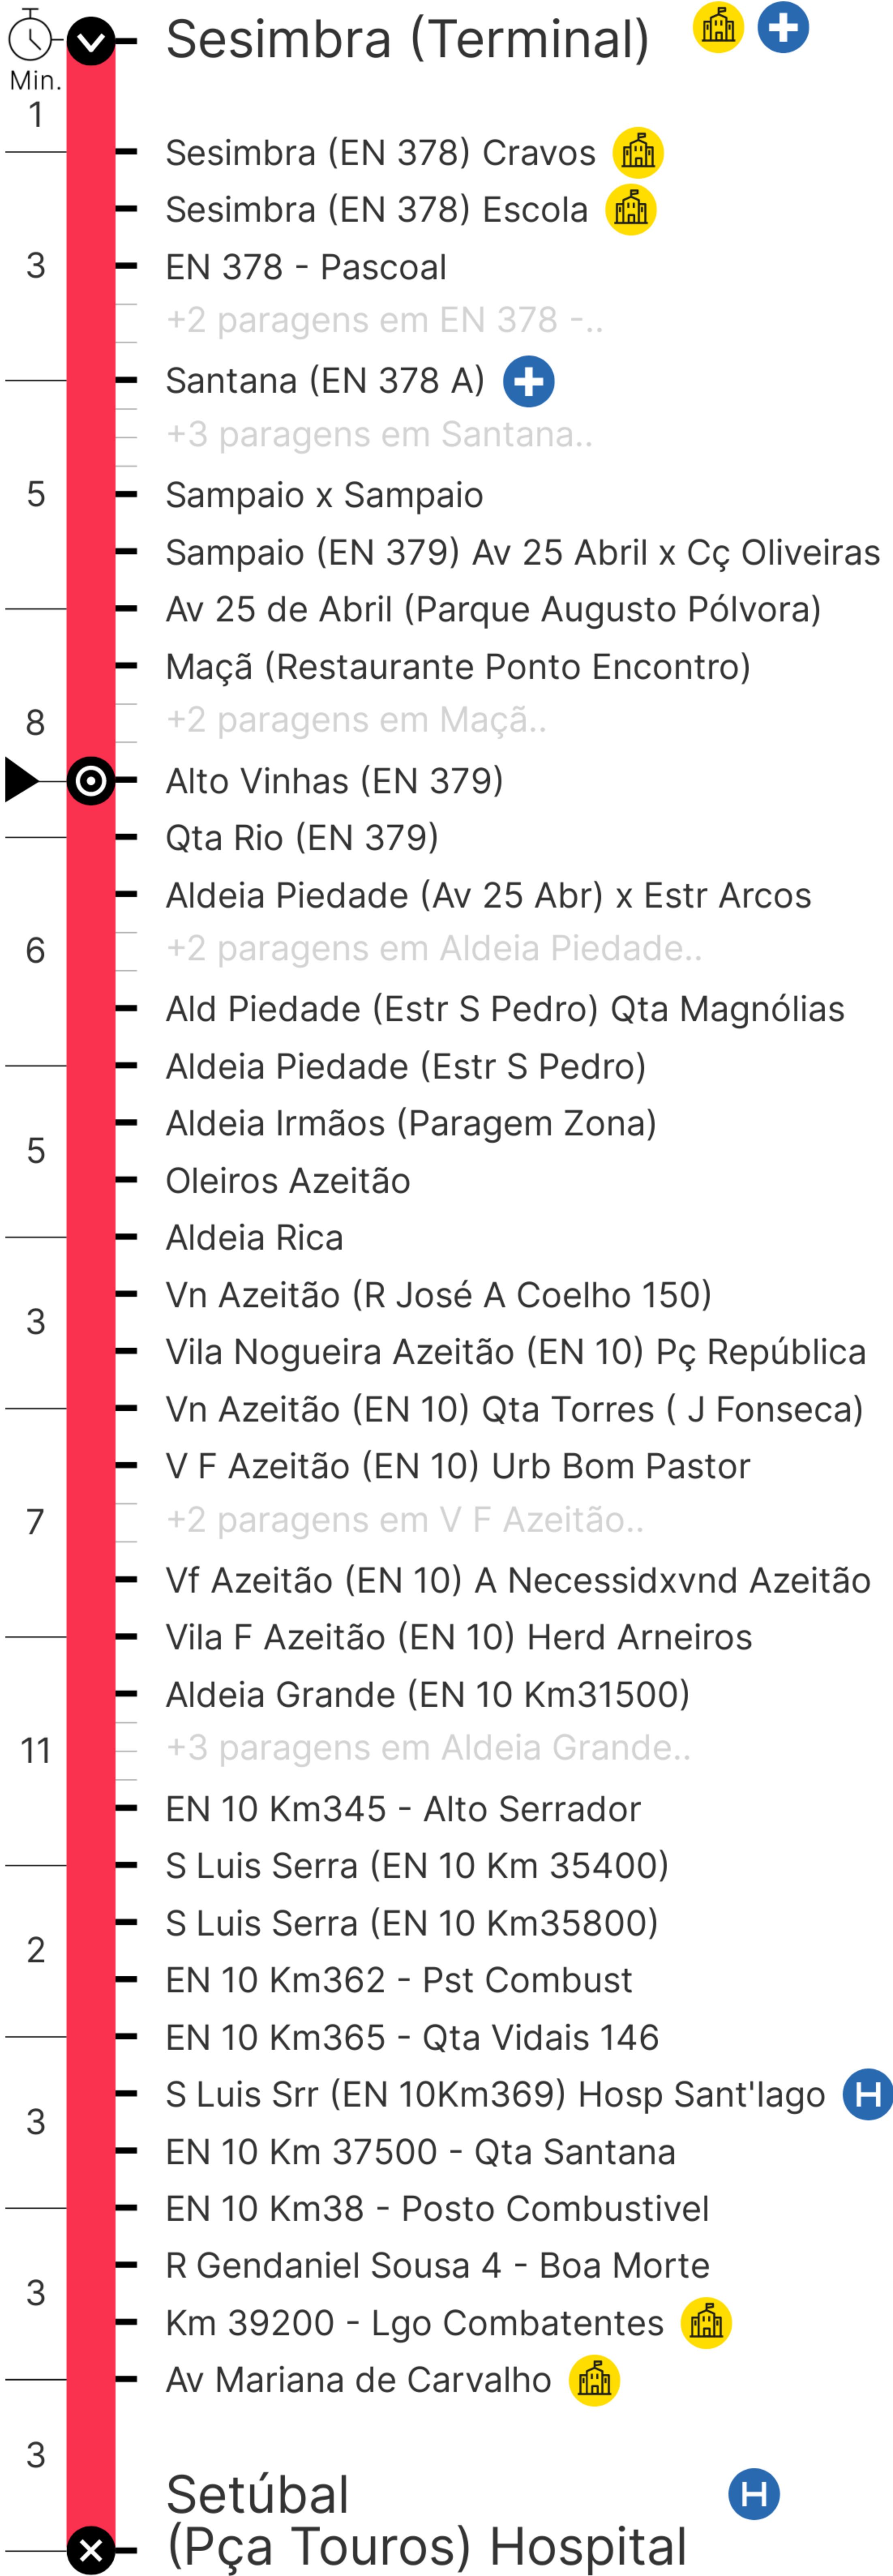 Sesimbra (Terminal)
Min.
1
Sesimbra (EN 378) Cravos
Sesimbra (EN 378) Escola
3
EN 378 - Pascoal
+2 paragens em EN 378 -..
Santana (EN 378 A)
+3 paragens em Santana..
5
Sampaio x Sampaio
Sampaio (EN 379) Av 25 Abril x Cç Oliveiras
Av 25 de Abril (Parque Augusto Pólvora)
Maçã (Restaurante Ponto Encontro)
8
+2 paragens em Maçã..
Alto Vinhas (EN 379)
Qta Rio (EN 379)
Aldeia Piedade (Av 25 Abr) x Estr Arcos
6
+2 paragens em Aldeia Piedade..
Ald Piedade (Estr S Pedro) Qta Magnólias
Aldeia Piedade (Estr S Pedro)
Aldeia Irmãos (Paragem Zona)
5
Oleiros Azeitão
Aldeia Rica
Vn Azeitão (R José A Coelho 150)
3
Vila Nogueira Azeitão (EN 10) Pç República
Vn Azeitão (EN 10) Qta Torres ( J Fonseca)
V F Azeitão (EN 10) Urb Bom Pastor
7
+2 paragens em V F Azeitão..
Vf Azeitão (EN 10) A Necessidxvnd Azeitão
Vila F Azeitão (EN 10) Herd Arneiros
Aldeia Grande (EN 10 Km31500)
11
+3 paragens em Aldeia Grande..
EN 10 Km345 - Alto Serrador
S Luis Serra (EN 10 Km 35400)
S Luis Serra (EN 10 Km35800)
2
EN 10 Km362 - Pst Combust
EN 10 Km365 - Qta Vidais 146
S Luis Srr (EN 10Km369) Hosp Sant'Iago
H
3
EN 10 Km 37500 - Qta Santana
EN 10 Km38 - Posto Combustivel
R Gendaniel Sousa 4 - Boa Morte
3
Km 39200 - Lgo Combatentes
Av Mariana de Carvalho
3
Setúbal
H
(Pça Touros) Hospital